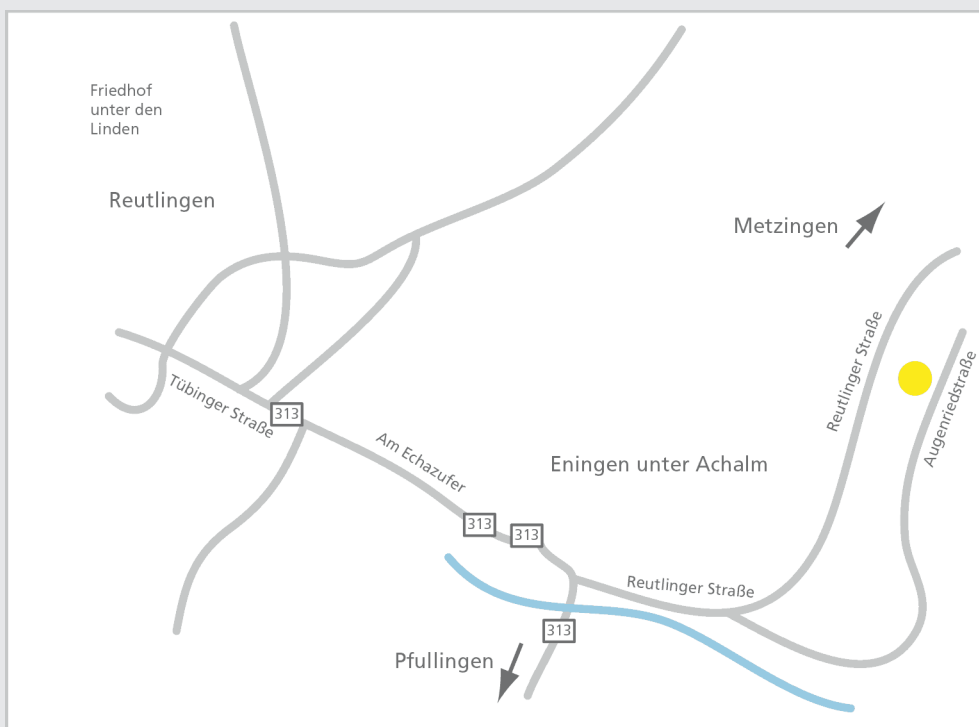 Friedhof
unter den
Linden
Reutlingen
Metzingen
Reutlinger Straße
Augenriedstraße
Tübinger Straße
313
Am Echazufer
Eningen unter Achalm
313
313
Reutlinger Straße
313
Pfullingen